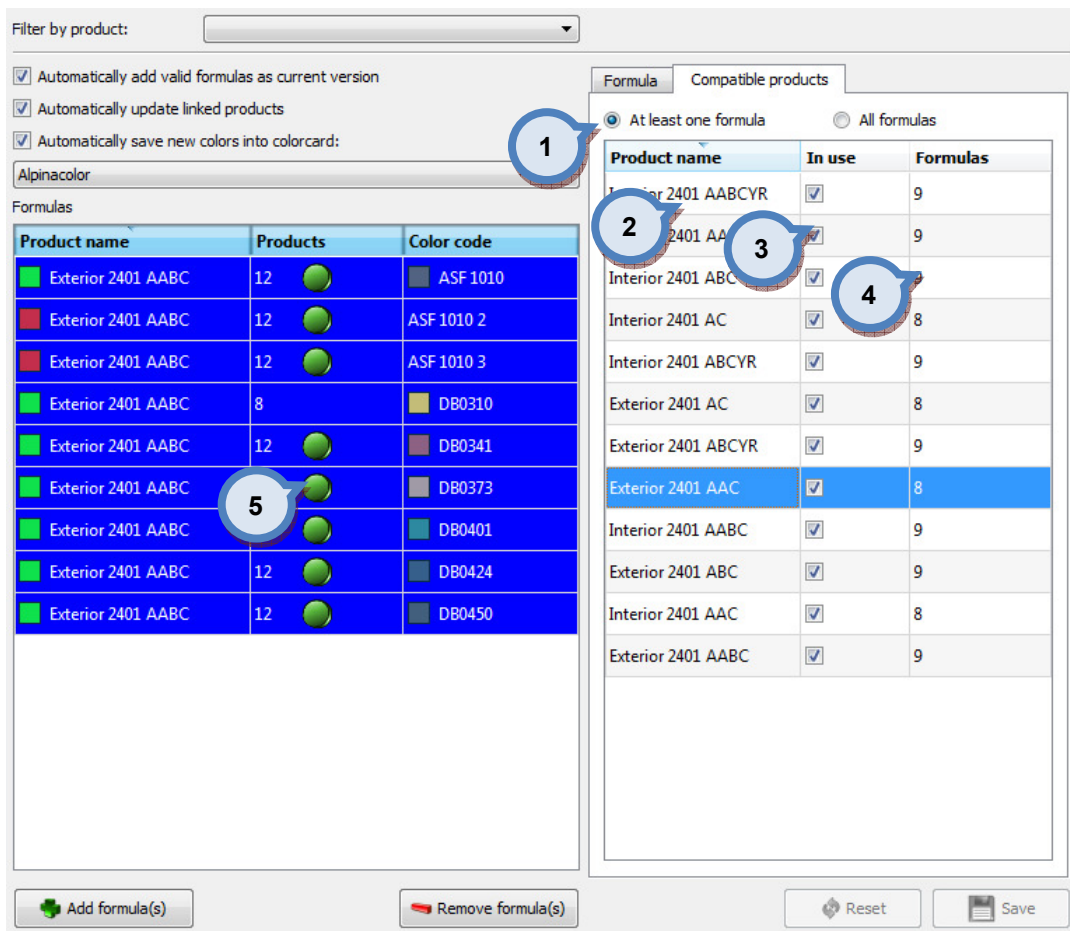 Filter by product:
Automatically add valid formulas as current version
Automatically update linked products
Automatically save new colors into colorcard:
Alpinacolor
Formulas
Product name Products Color code
Exterior 2401 AABC 12 ASF 1010
Exterior 2401 AABC 12 ASF 1010 2
Exterior 2401 AABC 12 ASF 1010 3
Exterior 2401 AABC 8 DB0310
Exterior 2401 AABC 12 DB0341
Exterior 2401 AABC DB0373
Exterior 2401 AABC DB0401
Exterior 2401 AABC 12 DB0424
Exterior 2401 AABC 12 DB0450
Add formula(s) Remove formula(s)
Formula Compatible products
At least one formula All formulas
Product name In use Formulas
2401 AABCYR 9
2401 9
Interior 2401
Interior 2401 AC 8
Interior 2401 ABCYR 9
Exterior 2401 AC 8
Exterior 2401 ABCYR 9
Exterior 2401 AAC 8
Interior 2401 AABC 9
Exterior 2401 ABC 9
Interior 2401 AAC 8
Exterior 2401 AABC 9
Reset Save
1
2
3
4
5